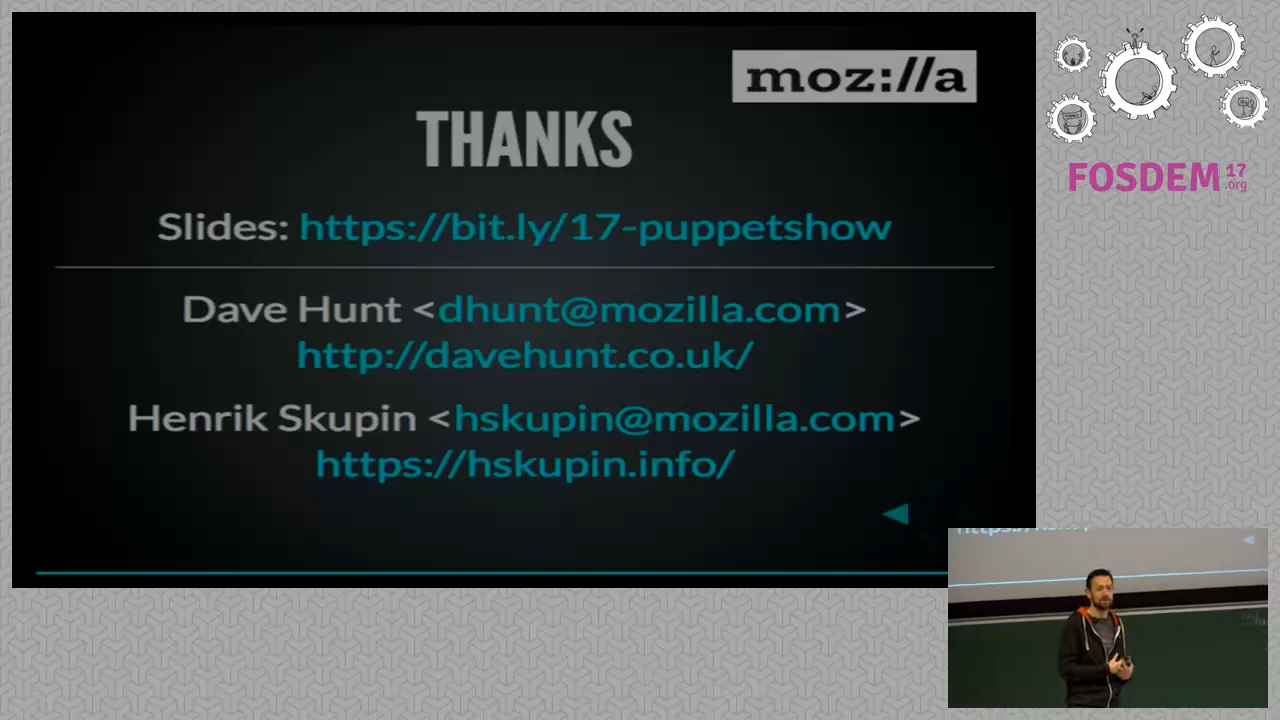 moz://a
THANKS
Slides: https://bit.ly/17-puppetshow
Dave Hunt <dhunt@mozilla.com>
http://davehunt.co.uk/
Henrik Skupin <hskupin@mozilla.com>
https://hskupin.info/
FOSDEM 17
.org